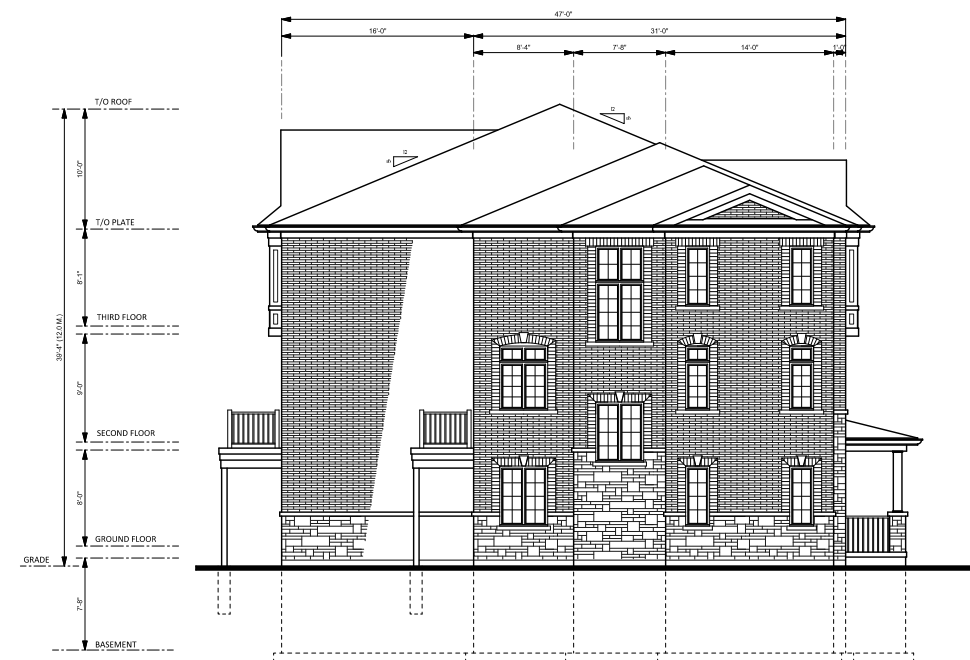 47'-0"
16'-0"
31'-0"
8'-4"
7'-8"
14'-0"
1'-0"
T/O ROOF
12
12
10'-0"
T/O PLATE
8'-1"
THIRD FLOOR
39'-4" (12.0 M.)
9'-0"
SECOND FLOOR
8'-0"
GROUND FLOOR
GRADE
7'-8"
BASEMENT